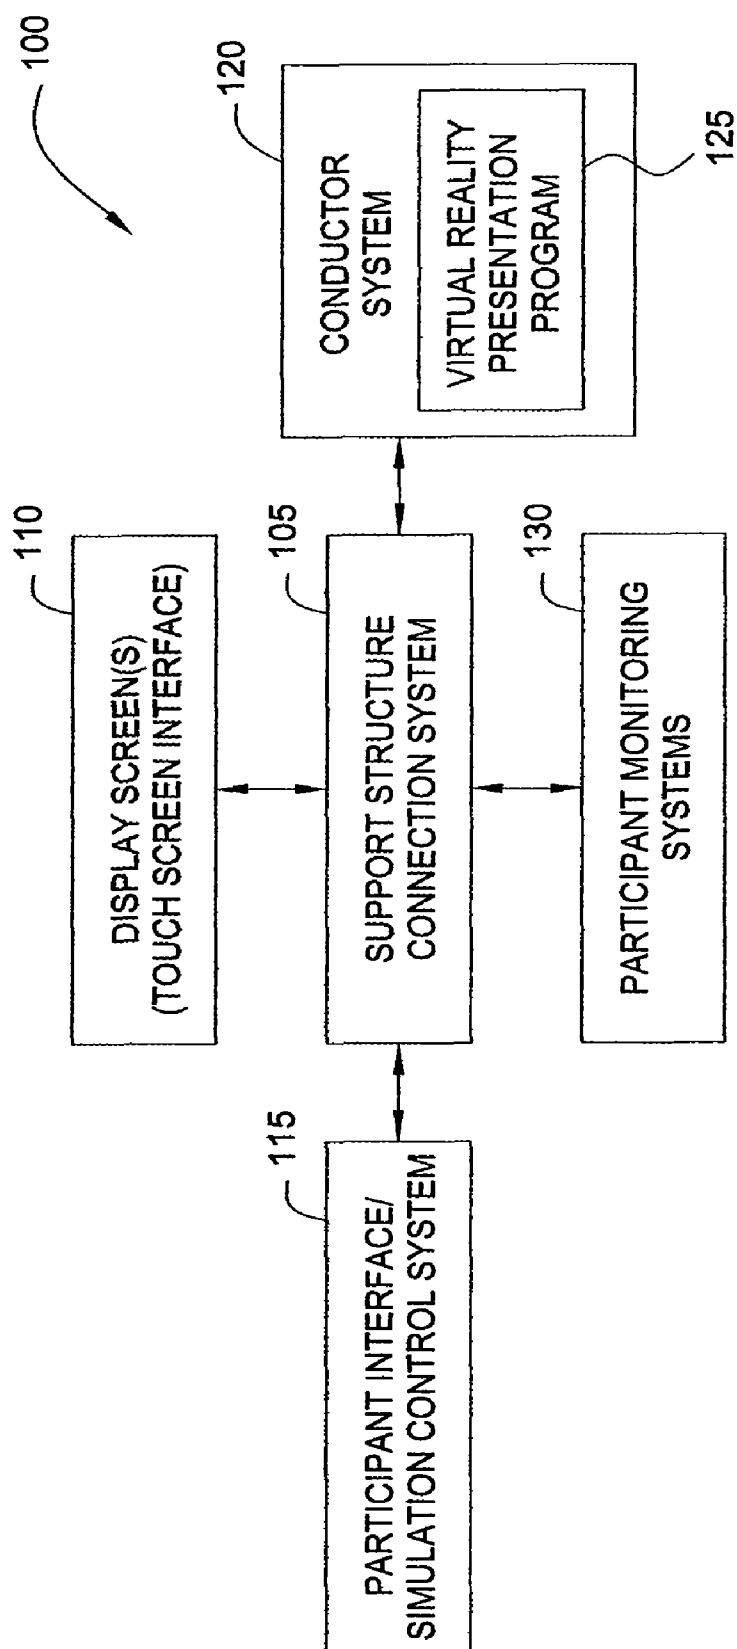 100
110
DISPLAY SCREEN(S)
(TOUCH SCREEN INTERFACE)
115
PARTICIPANT INTERFACE/
SIMULATION CONTROL SYSTEM
105
SUPPORT STRUCTURE
CONNECTION SYSTEM
120
CONDUCTOR
SYSTEM
VIRTUAL REALITY
PRESENTATION
PROGRAM
125
130
PARTICIPANT MONITORING
SYSTEMS